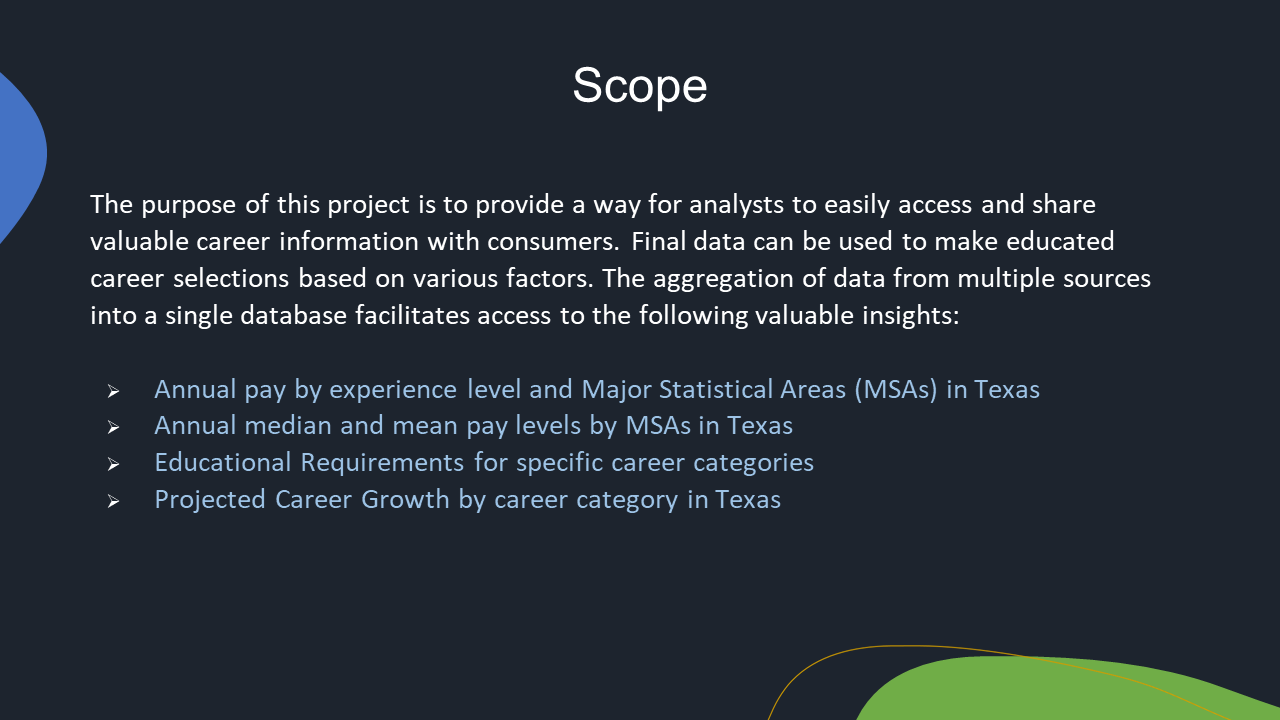 Scope
The purpose of this project is to provide a way for analysts to easily access and share
valuable career information with consumers. Final data can be used to make educated
career selections based on various factors. The aggregation of data from multiple sources
into a single database facilitates access to the following valuable insights:
➢ Annual pay by experience level and Major Statistical Areas (MSAs) in Texas
➢ Annual median and mean pay levels by MSAs in Texas
➢ Educational Requirements for specific career categories
➢ Projected Career Growth by career category in Texas